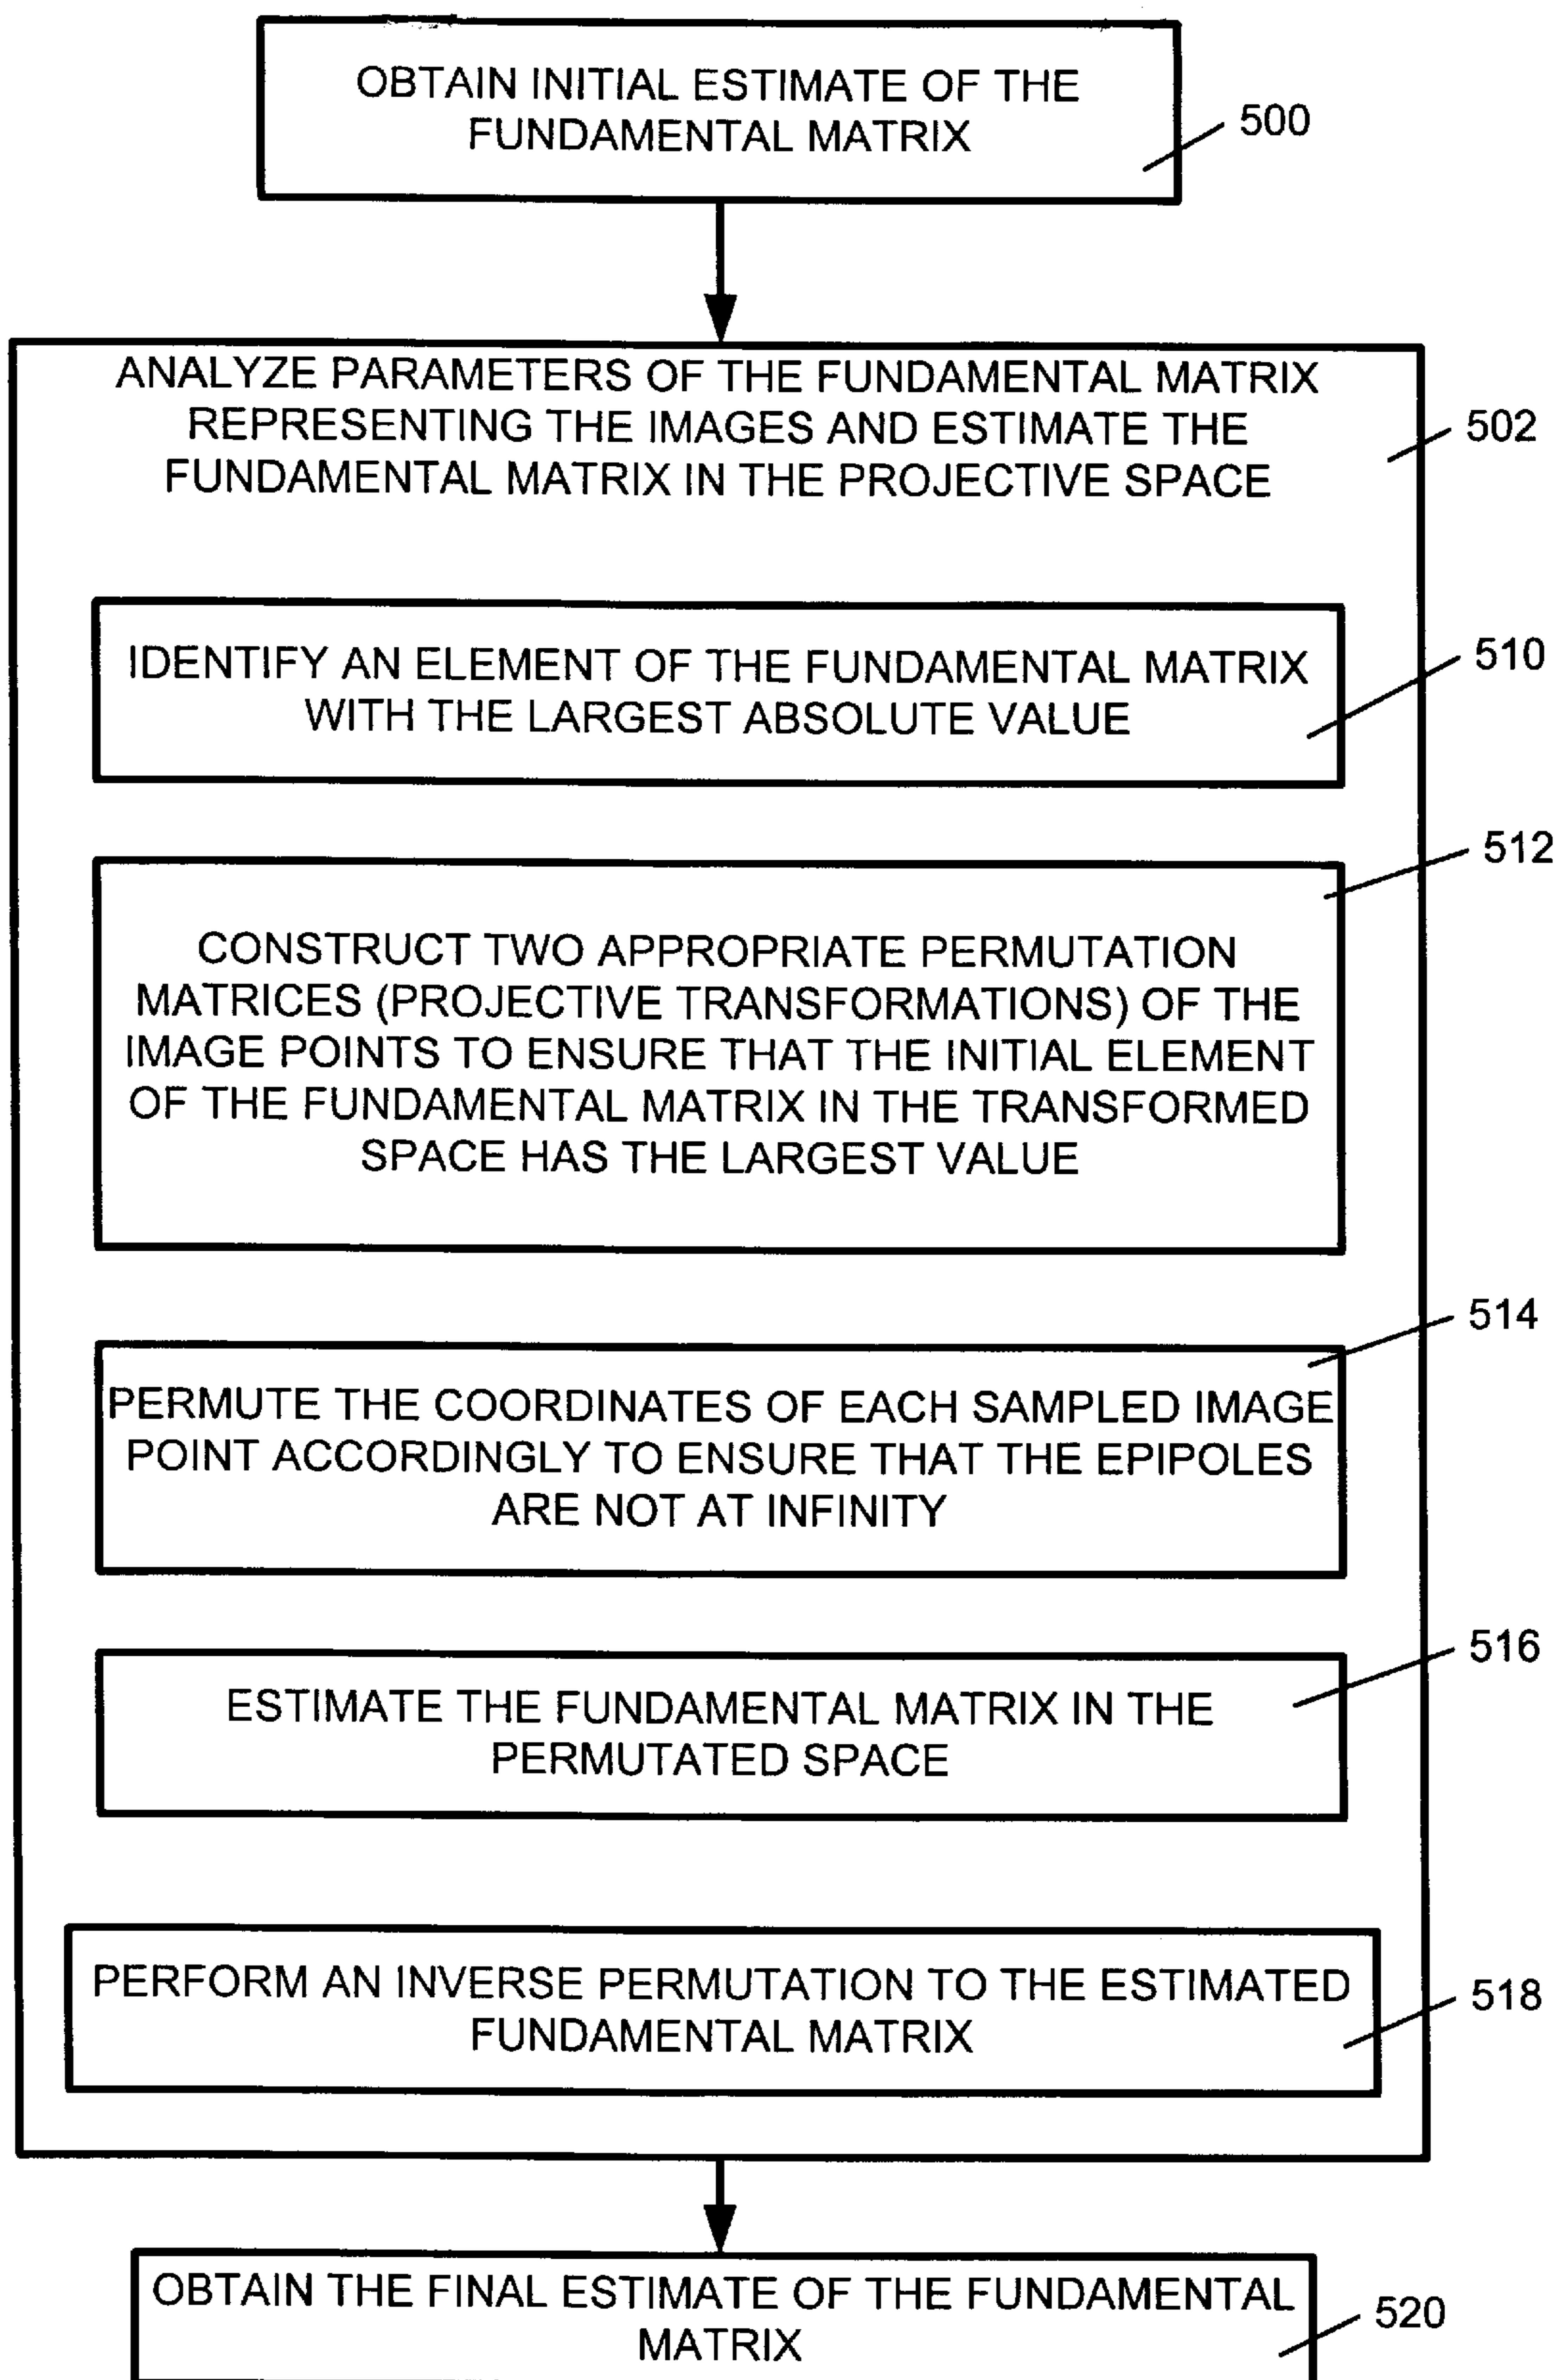 OBTAIN INITIAL ESTIMATE OF THE
FUNDAMENTAL MATRIX
500
ANALYZE PARAMETERS OF THE FUNDAMENTAL MATRIX
REPRESENTING THE IMAGES AND ESTIMATE THE
FUNDAMENTAL MATRIX IN THE PROJECTIVE SPACE
502
IDENTIFY AN ELEMENT OF THE FUNDAMENTAL MATRIX
WITH THE LARGEST ABSOLUTE VALUE
510
512
CONSTRUCT TWO APPROPRIATE PERMUTATION
MATRICES (PROJECTIVE TRANSFORMATIONS) OF THE
IMAGE POINTS TO ENSURE THAT THE INITIAL ELEMENT
OF THE FUNDAMENTAL MATRIX IN THE TRANSFORMED
SPACE HAS THE LARGEST VALUE
514
PERMUTE THE COORDINATES OF EACH SAMPLED IMAGE
POINT ACCORDINGLY TO ENSURE THAT THE EPIPOLES
ARE NOT AT INFINITY
516
ESTIMATE THE FUNDAMENTAL MATRIX IN THE
PERMUTATED SPACE
PERFORM AN INVERSE PERMUTATION TO THE ESTIMATED
FUNDAMENTAL MATRIX
518
OBTAIN THE FINAL ESTIMATE OF THE FUNDAMENTAL
MATRIX
520